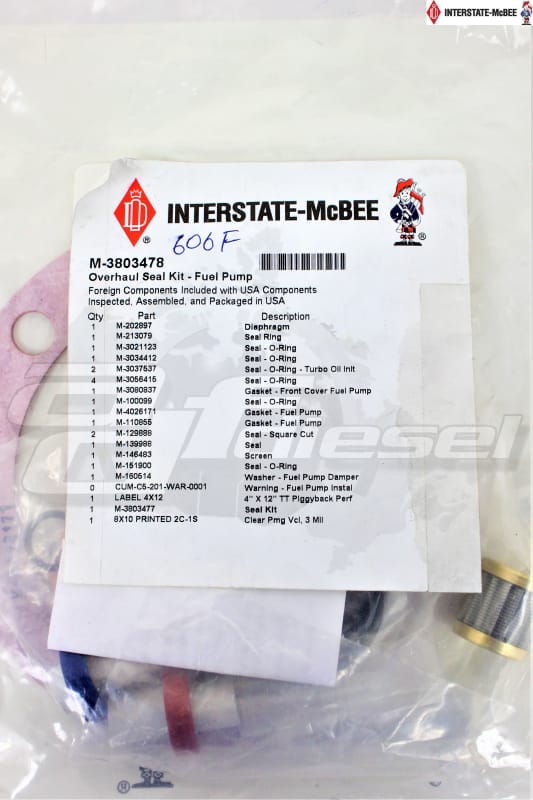 INTERSTATE-McBEE
INTERSTATE-McBEE
606F
M-3803478
Overhaul Seal Kit - Fuel Pump
Foreign Components Included with USA Components
Inspected, Assembled, and Packaged in USA
Qty Part Description
1 M-202897 Diaphragm
1 M-213079 Seal Ring
1 M-3021123 Seal - O-Ring
1 M-3034412 Seal - O-Ring
2 M-3037537 Seal - O-Ring - Turbo Oil Inlt
4 M-3056415 Seal - O-Ring
1 M-3080837 Gasket - Front Cover Fuel Pump
1 M-100099 Seal - O-Ring
1 M-4026171 Gasket - Fuel Pump
1 M-110855 Gasket - Fuel Pump
2 M-129888 Seal - Square Cut
1 M-139988 Seal
1 M-146483 Screen
1 M-151900 Seal - O-Ring
1 M-160514 Washer - Fuel Pump Damper
0 CUM-C5-201-WAR-0001 Warning - Fuel Pump Instal
1 LABEL 4X12 4" X 12" TT Piggyback Perf
1 M-3803477 Seal Kit
1 8X10 PRINTED 2C-1S Clear Pmg Vcl, 3 Mil
diesel